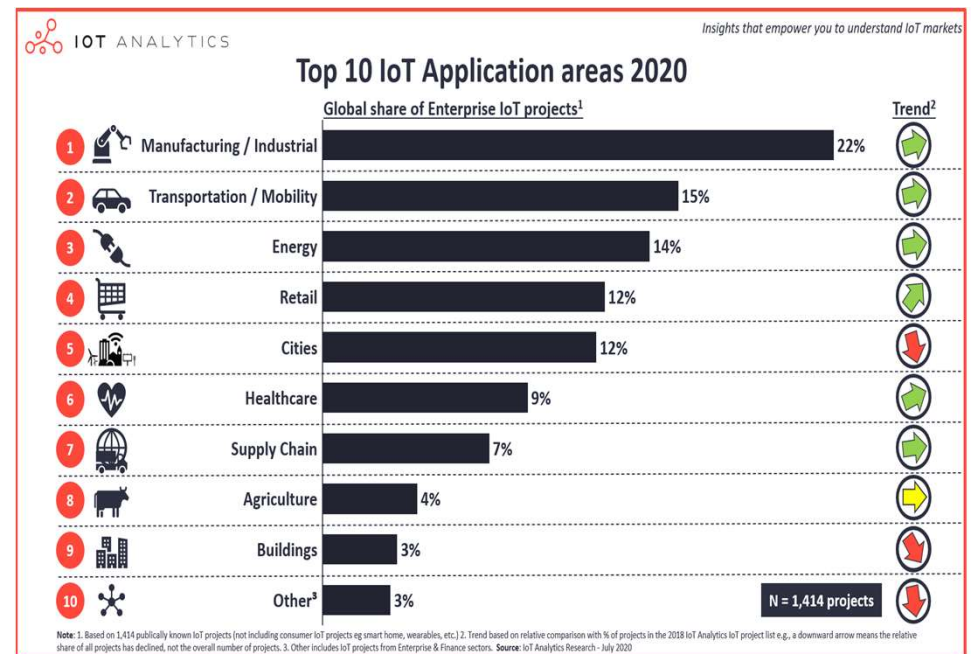 IOT ANALYTICS
Insights that empower you to understand IoT markets
Top 10 IoT Application areas 2020
Global share of Enterprise IoT projects¹
Trend²
1 Manufacturing / Industrial 22%
2 Transportation / Mobility 15%
3 Energy 14%
4 Retail 12%
5 Cities 12%
6 Healthcare 9%
7 Supply Chain 7%
8 Agriculture 4%
9 Buildings 3%
10 Other³ 3%
N = 1,414 projects
Note: 1. Based on 1,414 publically known IoT projects (not including consumer IoT projects eg smart home, wearables, etc.) 2. Trend based on relative comparison with % of projects in the 2018 IoT Analytics IoT project list e.g., a downward arrow means the relative
share of all projects has declined, not the overall number of projects. 3. Other includes IoT projects from Enterprise & Finance sectors. Source: IoT Analytics Research - July 2020